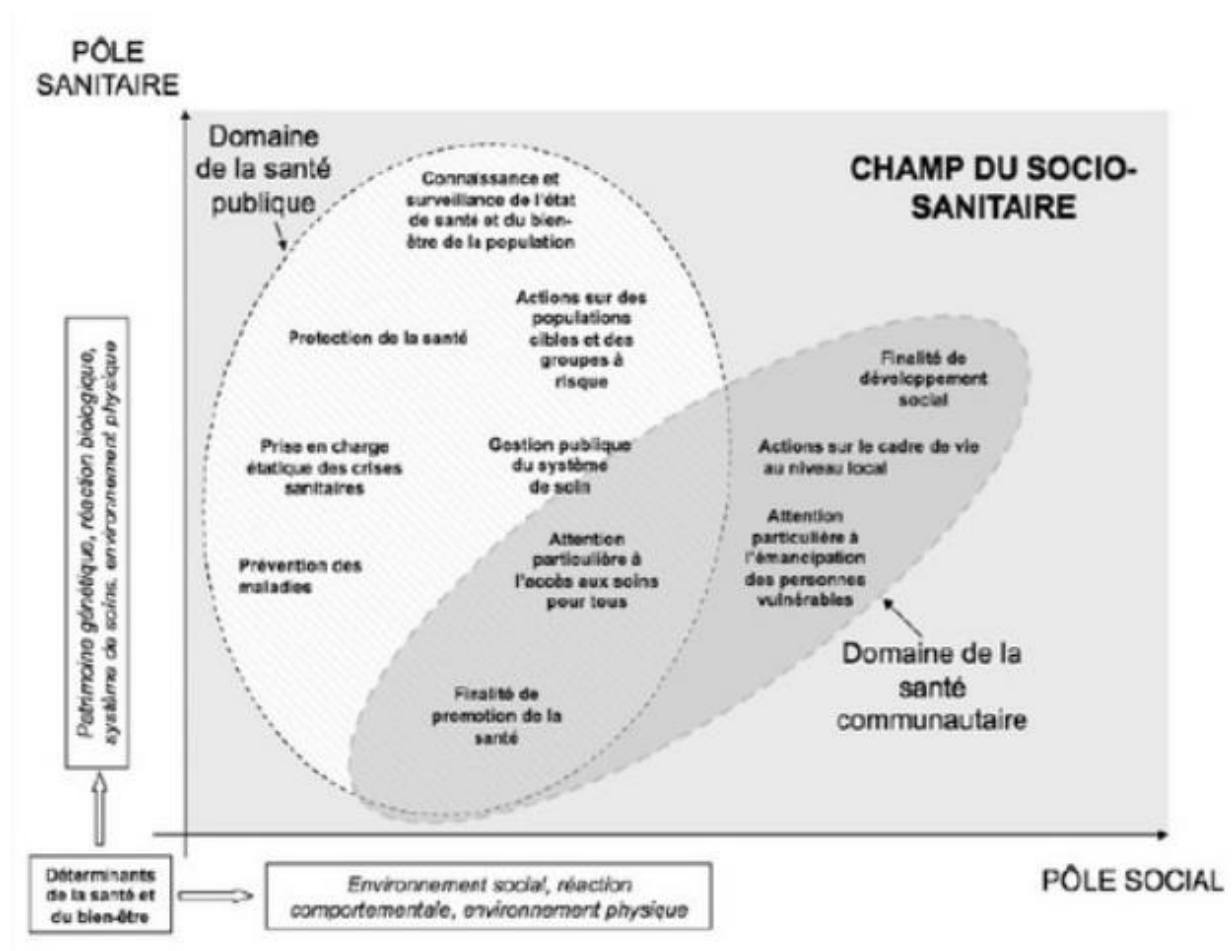 PÔLE
SANITAIRE
Domaine
de la santé
publique
Connaissance et
surveillance de l'état
de santé et du bien-
être de la population
CHAMP DU SOCIO-
SANITAIRE
Protection de la santé
Actions sur des
populations
cibles et des
groupes à
risque
Finalité de
développement
social
Prise en charge
étatique des crises
sanitaires
Gestion publique
du système
de soin
Actions sur le cadre de vie
au niveau local
Prévention des
maladies
Attention
particulière à
l'accès aux soins
pour tous
Attention
particulière à
l'émancipation
des personnes
vulnérables
Domaine de la
santé
communautaire
Finalité de
promotion de la
santé
Patrimoine génétique, réaction biologique,
système de soins, environnement physique
Déterminants
de la santé et
du bien-être
Environnement social, réaction
comportementale, environnement physique
PÔLE SOCIAL